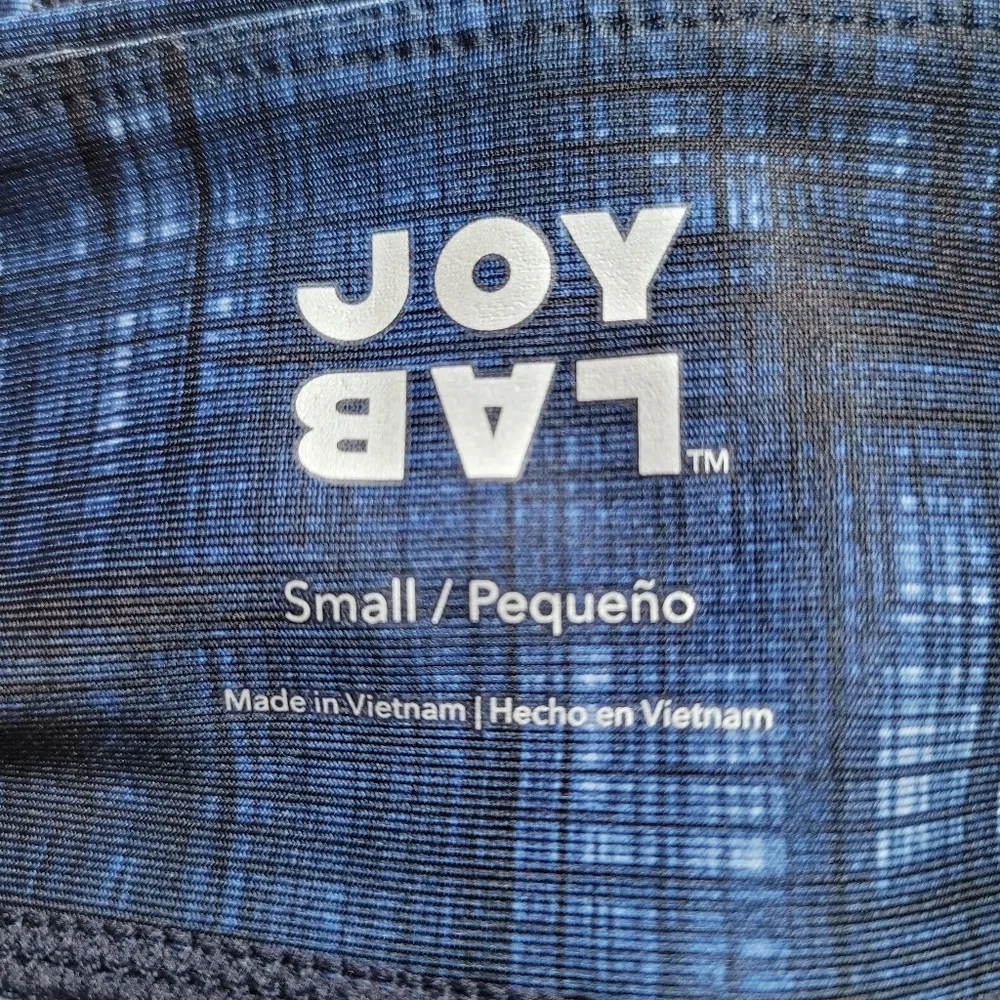 JOY
LAB™
Small / Pequeño
Made in Vietnam | Hecho en Vietnam